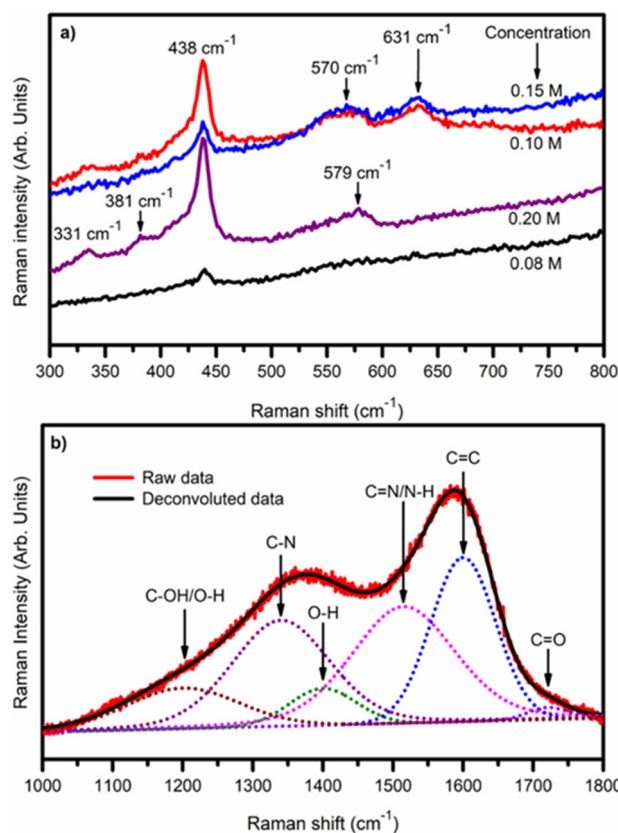 a)
438 cm⁻¹
631 cm⁻¹
Concentration
570 cm⁻¹
0.15 M
0.10 M
381 cm⁻¹
579 cm⁻¹
331 cm⁻¹
0.20 M
0.08 M
Raman intensity (Arb. Units)
300 350 400 450 500 550 600 650 700 750 800
Raman shift (cm⁻¹)
b)
C=C
Raw data
Deconvoluted data
C=N/N-H
C-N
C-OH/O-H
O-H
C=O
Raman Intensity (Arb. Units)
1000 1100 1200 1300 1400 1500 1600 1700 1800
Raman shift (cm⁻¹)